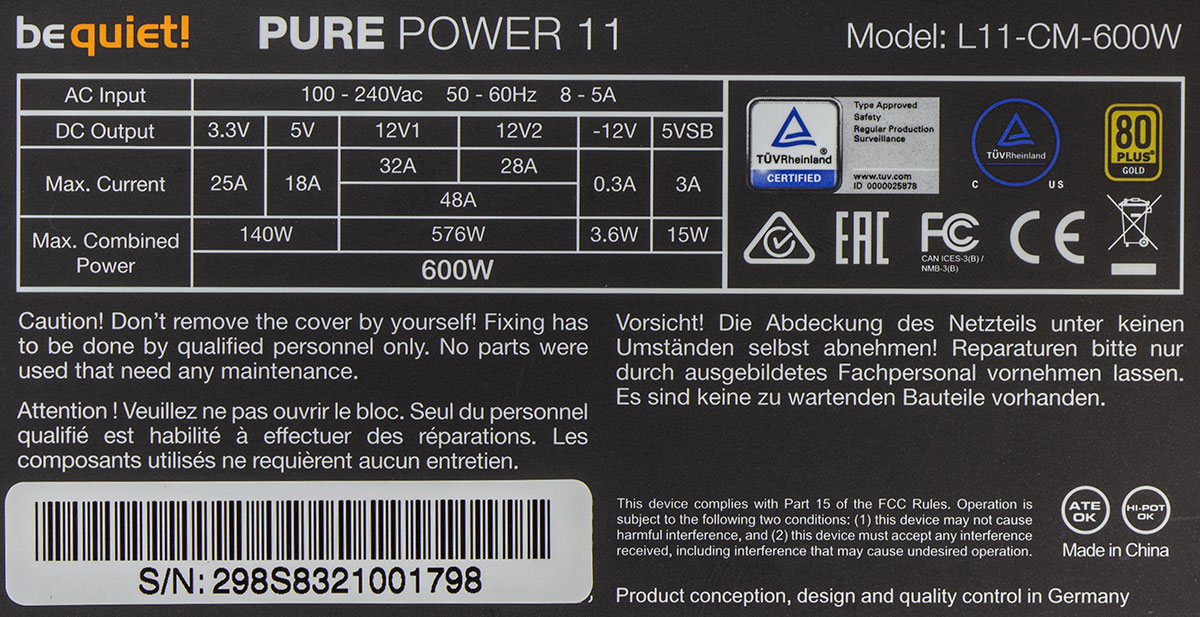 be quiet! PURE POWER 11 Model: L11-CM-600W
AC Input 100 - 240Vac 50 - 60Hz 8 - 5A
DC Output 3.3V 5V 12V1 12V2 -12V 5VSB
Max. Current 25A 18A 32A 28A 0.3A 3A
48A
Max. Combined Power 140W 576W 3.6W 15W
600W
TÜVRheinland ®
CERTIFIED
Type Approved
Safety
Regular Production
Surveillance
www.tuv.com
ID 0000025878
TÜVRheinland
C US
80
PLUS®
GOLD
EAC
FC
CAN ICES-3(B) /
NMB-3(B)
CE
Caution! Don't remove the cover by yourself! Fixing has
to be done by qualified personnel only. No parts were
used that need any maintenance.
Attention ! Veuillez ne pas ouvrir le bloc. Seul du personnel
qualifié est habilité à effectuer des réparations. Les
composants utilisés ne requièrent aucun entretien.
Vorsicht! Die Abdeckung des Netzteils unter keinen
Umständen selbst abnehmen! Reparaturen bitte nur
durch ausgebildetes Fachpersonal vornehmen lassen.
Es sind keine zu wartenden Bauteile vorhanden.
S/N: 298S8321001798
This device complies with Part 15 of the FCC Rules. Operation is
subject to the following two conditions: (1) this device may not cause
harmful interference, and (2) this device must accept any interference
received, including interference that may cause undesired operation.
ATE
OK
HI-POT
OK
Made in China
Product conception, design and quality control in Germany